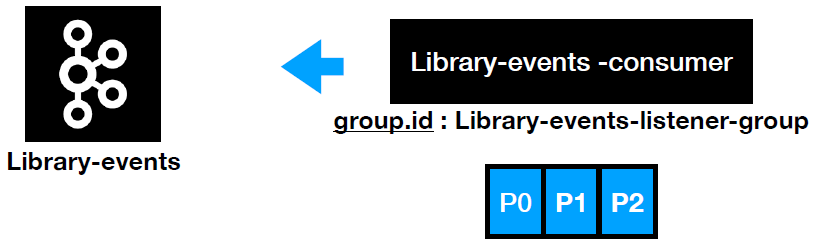 Library-events -consumer
group.id : Library-events-listener-group
Library-events
P0 P1 P2